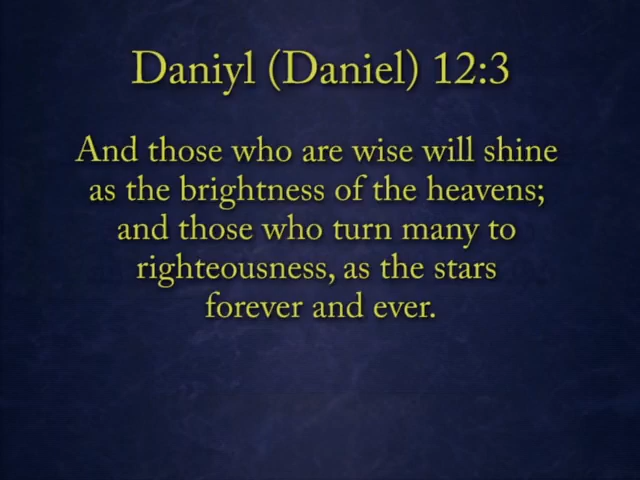 Daniyl (Daniel) 12:3
And those who are wise will shine
as the brightness of the heavens;
and those who turn many to
righteousness, as the stars
forever and ever.